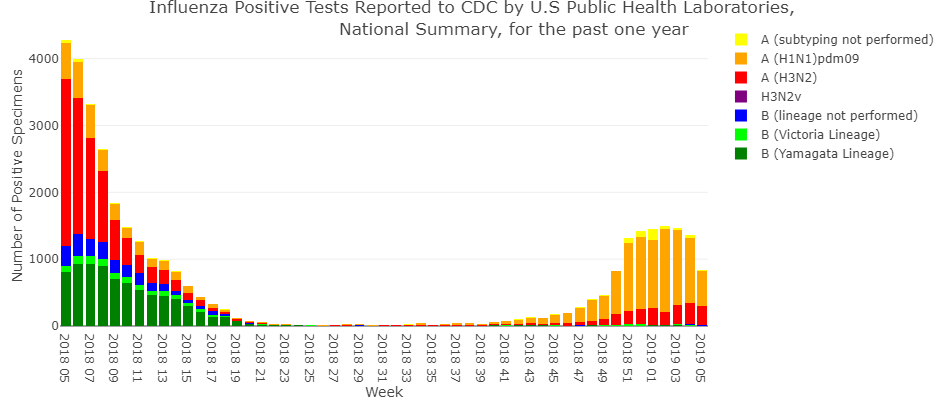 Influenza Positive Tests Reported to CDC by U.S Public Health Laboratories,
National Summary, for the past one year
Number of Positive Specimens
4000
3000
2000
1000
0
2018 05
2018 07
2018 09
2018 11
2018 13
2018 15
2018 17
2018 19
2018 21
2018 23
2018 25
2018 27
2018 29
2018 31
2018 33
2018 35
2018 37
2018 39
2018 41
2018 43
2018 45
2018 47
2018 49
2018 51
2019 01
2019 03
2019 05
Week
A (subtyping not performed)
A (H1N1)pdm09
A (H3N2)
H3N2v
B (lineage not performed)
B (Victoria Lineage)
B (Yamagata Lineage)